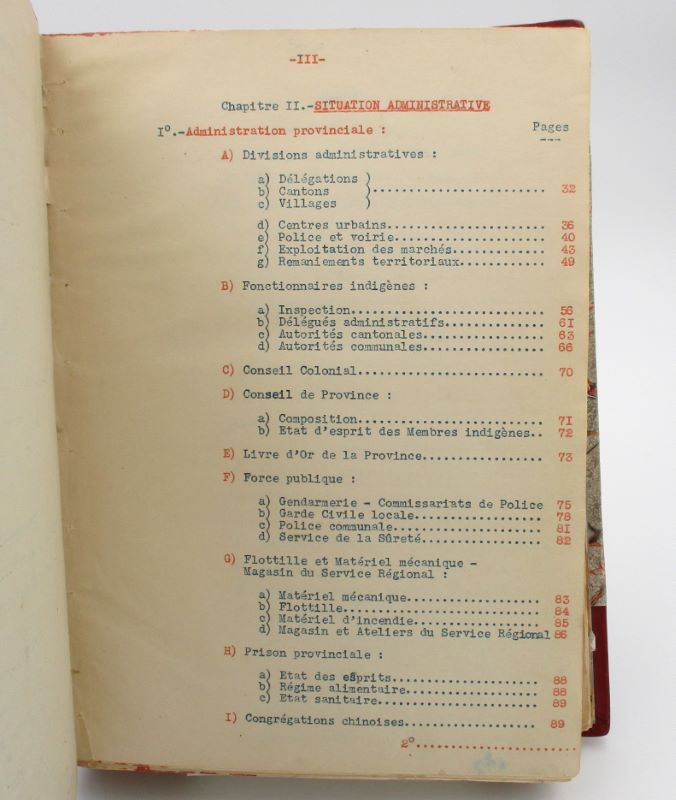 -III-
Chapitre II.-SITUATION ADMINISTRATIVE
I°.-Administration provinciale :
Pages
---
A) Divisions administratives :
a) Délégations )
b) Cantons )........................ 32
c) Villages )
d) Centres urbains...................... 36
e) Police et voirie..................... 40
f) Exploitation des marchés............. 43
g) Remaniements territoriaux............ 49
B) Fonctionnaires indigènes :
a) Inspection........................... 56
b) Délégués administratifs.............. 6I
c) Autorités cantonales................. 63
d) Autorités communales................. 66
C) Conseil Colonial.......................... 70
D) Conseil de Province :
a) Composition.......................... 7I
b) Etat d'esprit des Membres indigènes.. 72
E) Livre d'Or de la Province................. 73
F) Force publique :
a) Gendarmerie - Commissariats de Police 75
b) Garde Civile locale.................. 78
c) Police communale..................... 8I
d) Service de la Sûreté................. 82
G) Flottille et Matériel mécanique -
Magasin du Service Régional :
a) Matériel mécanique................... 83
b) Flottille............................ 84
c) Matériel d'incendie.................. 85
d) Magasin et Ateliers du Service Régional 86
H) Prison provinciale :
a) Etat des esprits..................... 88
b) Régime alimentaire................... 88
c) Etat sanitaire....................... 89
I) Congrégations chinoises................... 89
2°.......................